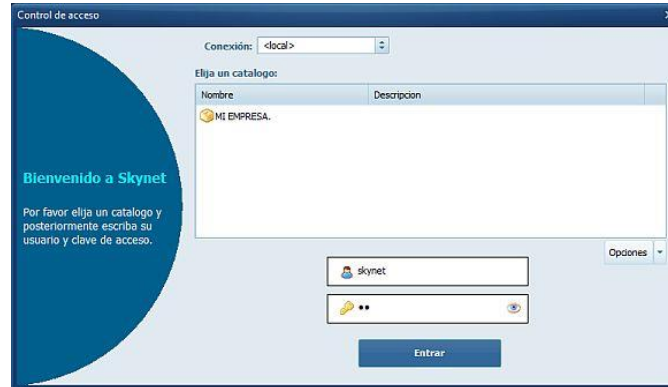 Control de acceso
Conexión: <local>
Elija un catalogo:
Nombre Descripcion
MI EMPRESA.
Bienvenido a Skynet
Por favor elija un catalogo y
posteriormente escriba su
usuario y clave de acceso.
Opciones
skynet
••
Entrar